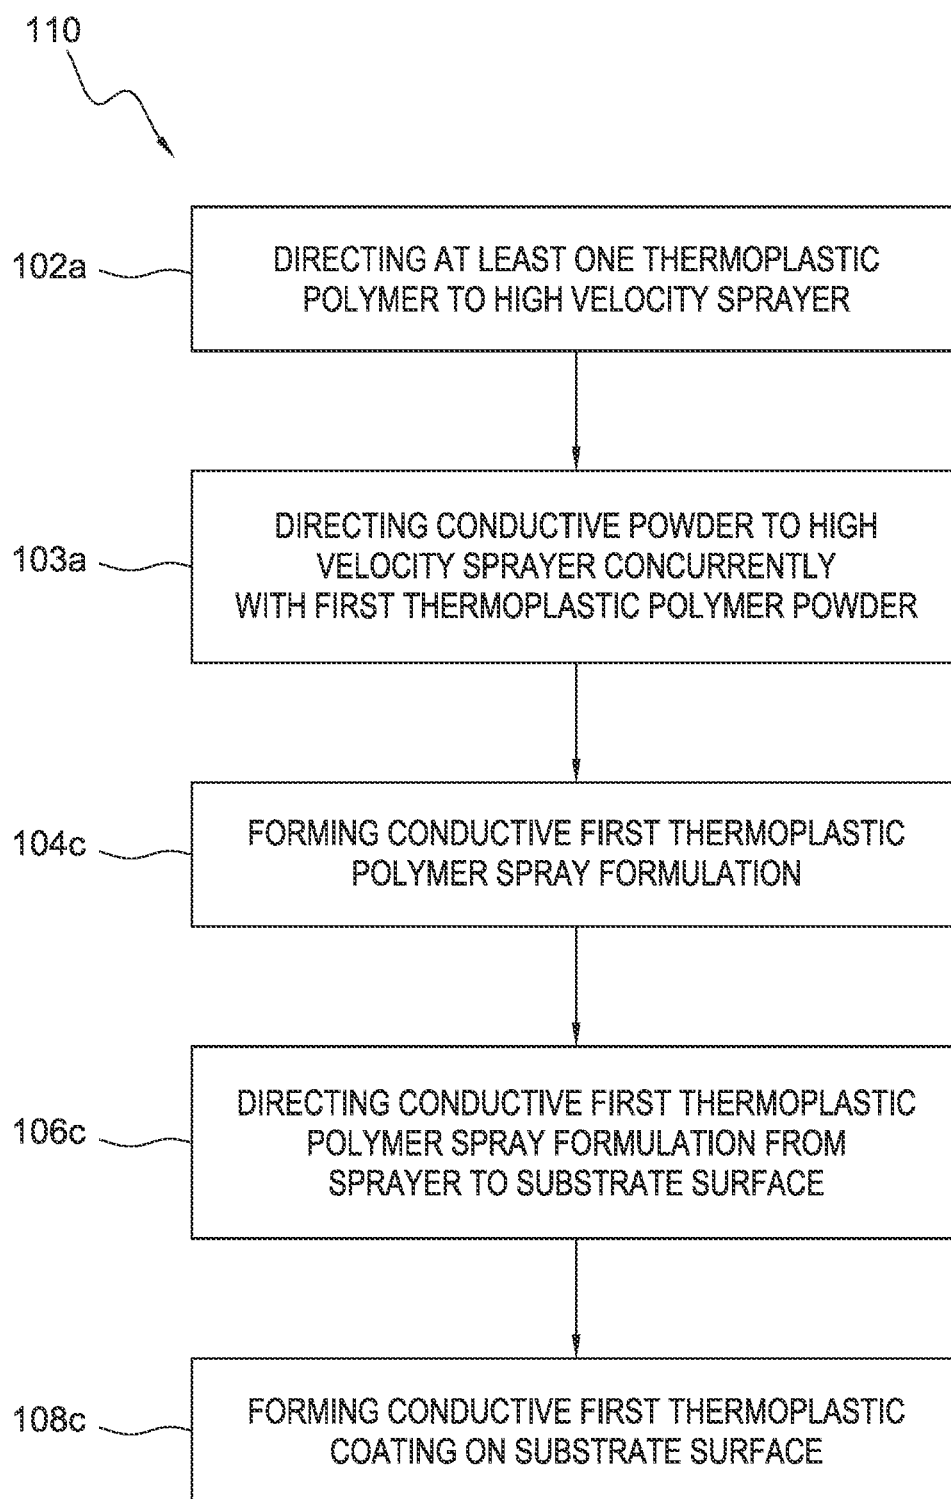 110
102a
DIRECTING AT LEAST ONE THERMOPLASTIC
POLYMER TO HIGH VELOCITY SPRAYER
103a
DIRECTING CONDUCTIVE POWDER TO HIGH
VELOCITY SPRAYER CONCURRENTLY
WITH FIRST THERMOPLASTIC POLYMER POWDER
104c
FORMING CONDUCTIVE FIRST THERMOPLASTIC
POLYMER SPRAY FORMULATION
106c
DIRECTING CONDUCTIVE FIRST THERMOPLASTIC
POLYMER SPRAY FORMULATION FROM
SPRAYER TO SUBSTRATE SURFACE
108c
FORMING CONDUCTIVE FIRST THERMOPLASTIC
COATING ON SUBSTRATE SURFACE